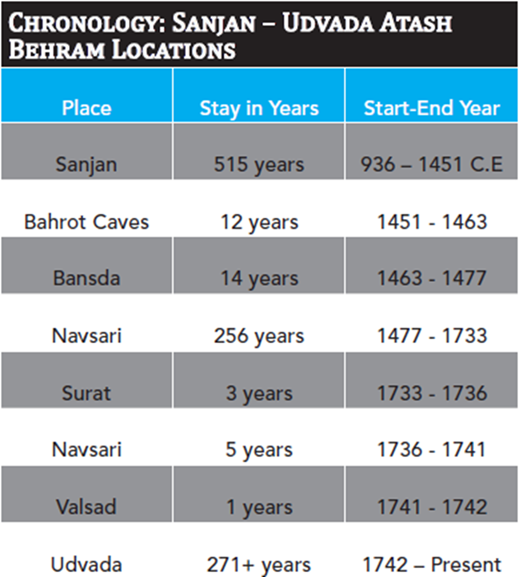 Chronology: Sanjan – Udvada Atash
Behram Locations
Place Stay in Years Start-End Year
Sanjan 515 years 936 – 1451 C.E
Bahrot Caves 12 years 1451 - 1463
Bansda 14 years 1463 - 1477
Navsari 256 years 1477 - 1733
Surat 3 years 1733 - 1736
Navsari 5 years 1736 - 1741
Valsad 1 years 1741 - 1742
Udvada 271+ years 1742 – Present